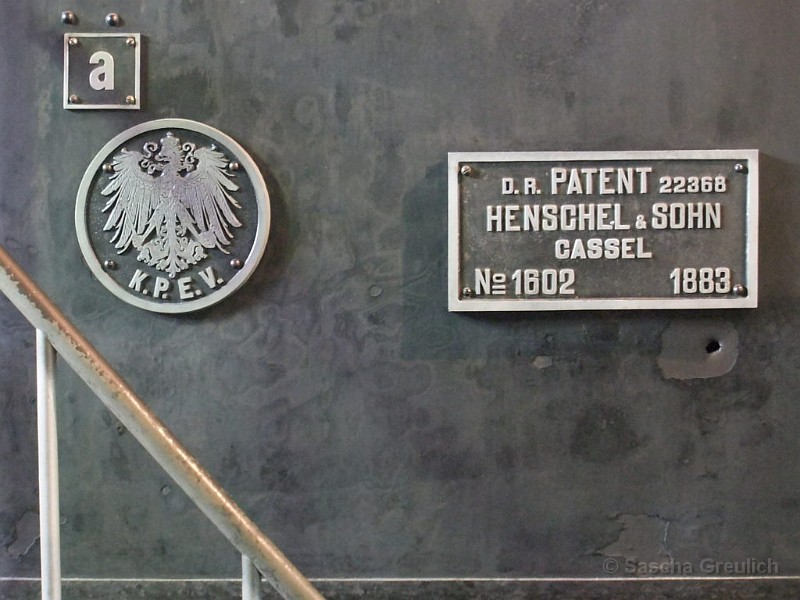 a
K.P.E.V.
D.R. PATENT 22368
HENSCHEL & SOHN
CASSEL
No 1602 1883
© Sascha Greulich